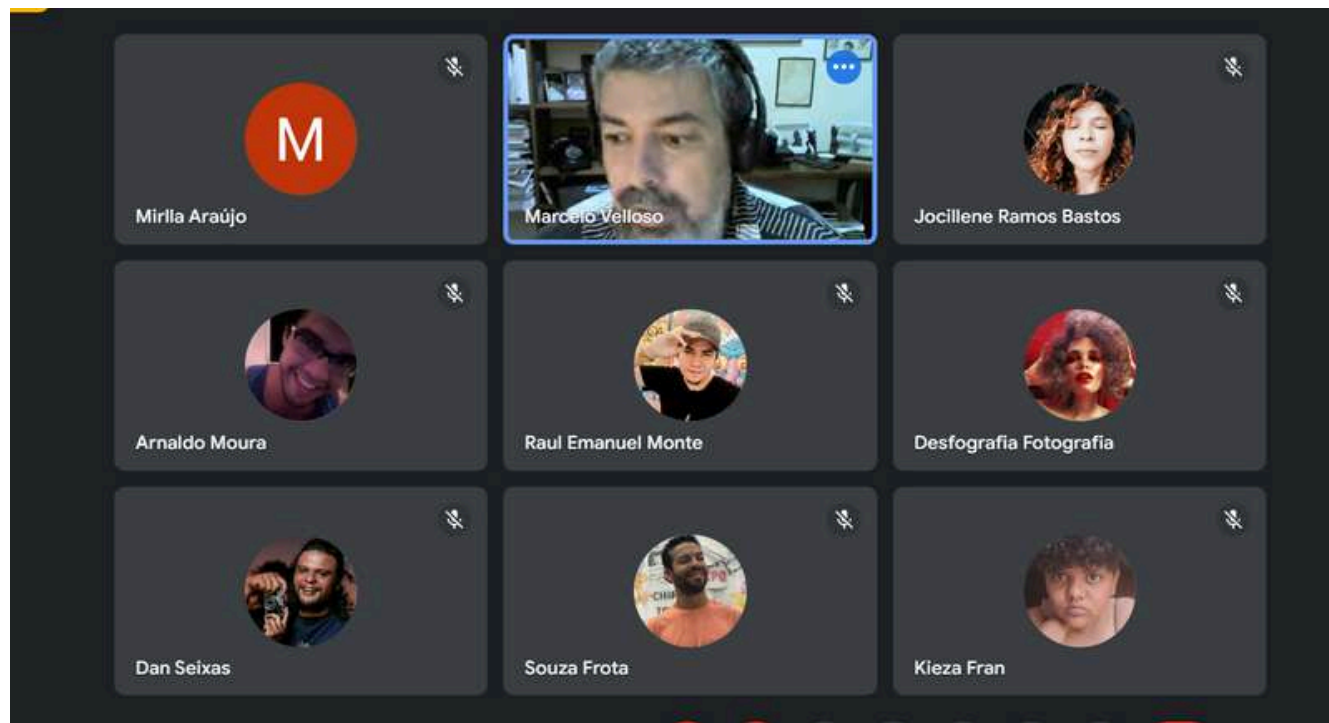 M
Mirlla Araújo
Marcelo Velloso
Jocillene Ramos Bastos
Arnaldo Moura
Raul Emanuel Monte
Desfografia Fotografia
Dan Seixas
Souza Frota
Kieza Fran